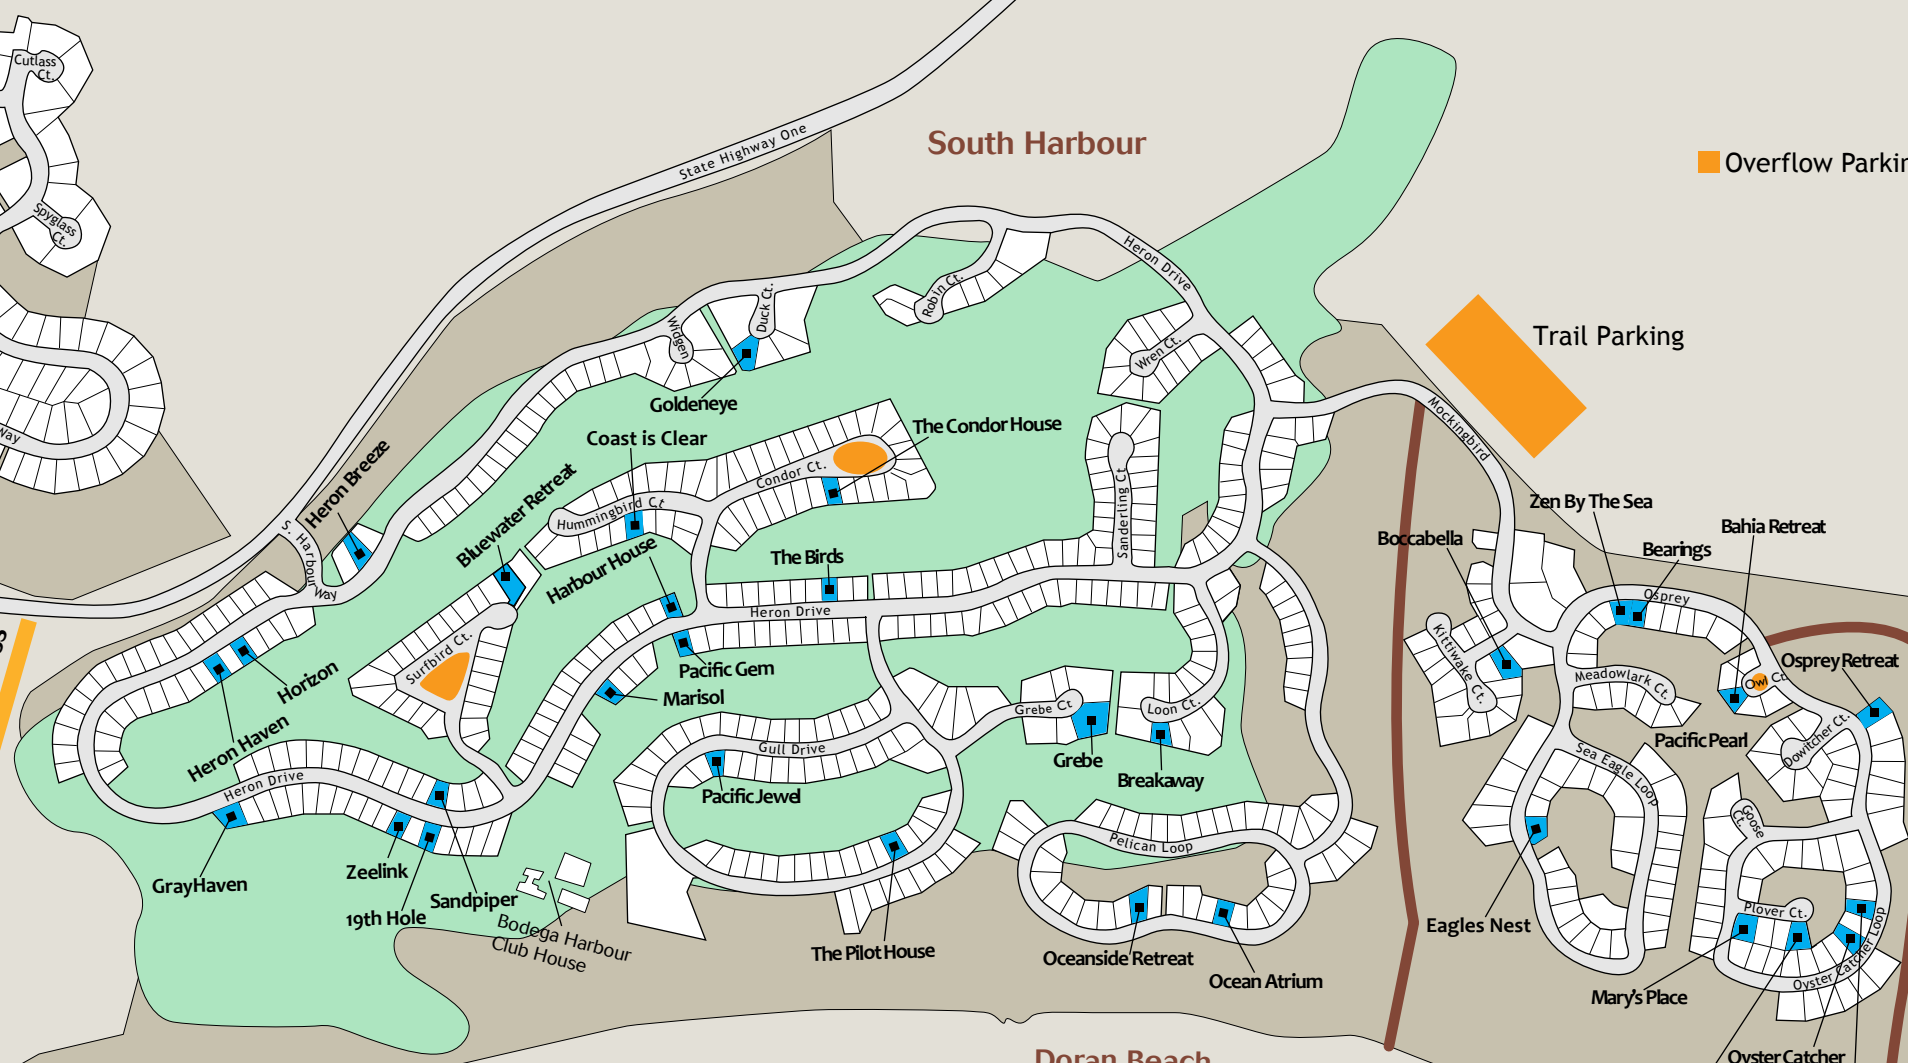 Cutlass
Ct.
State Highway One
South Harbour
Overflow Parkin
Spyglass
Ct.
Heron Drive
Robin Ct.
Duck Ct.
Widgen
Wren Ct.
Trail Parking
Goldeneye
Way
Coast is Clear
The Condor House
Mockingbird
Heron Breeze
Bluewater Retreat
Condor Ct.
Hummingbird Ct
Sanderling Ct
S. Harbour Way
Zen By The Sea
Bahia Retreat
Boccabella
Bearings
Harbour House
The Birds
Heron Drive
Osprey
Kittiwake Ct.
Surfbird Ct.
Pacific Gem
Marisol
Horizon
Heron Haven
Meadowlark Ct.
Owl Ct.
Osprey Retreat
Grebe Ct
Loon Ct.
Pacific Pearl
Dowitcher Ct.
Gull Drive
Grebe
Breakaway
Sea Eagle Loop
Heron Drive
Pacific Jewel
Goose
Ct.
Pelican Loop
Zeelink
GrayHaven
Sandpiper
19th Hole
Bodega Harbour
Club House
The Pilot House
Oceanside Retreat
Ocean Atrium
Eagles Nest
Plover Ct.
Oyster Catcher Loop
Mary's Place
Oyster Catcher
Doran Beach